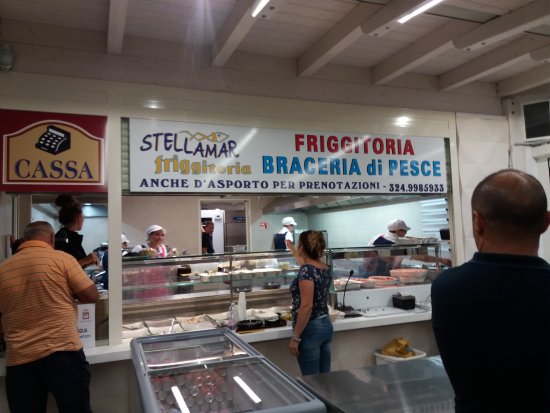 CASSA
STELLAMAR
friggitoria
FRIGGITORIA
BRACERIA di PESCE
ANCHE D'ASPORTO PER PRENOTAZIONI - 324.9985933